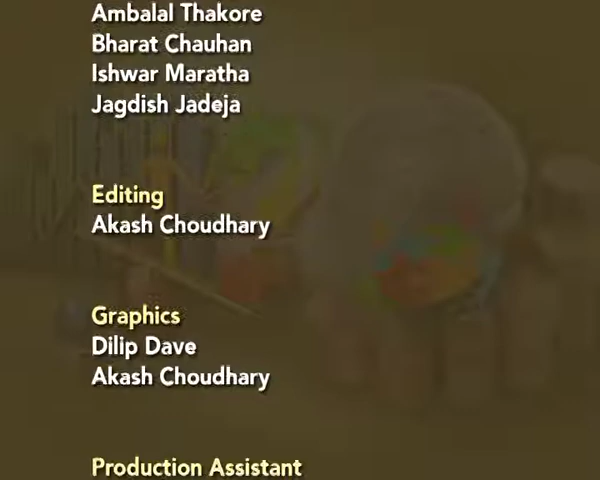 Ambalal Thakore
Bharat Chauhan
Ishwar Maratha
Jagdish Jadeja
Editing
Akash Choudhary
Graphics
Dilip Dave
Akash Choudhary
Production Assistant